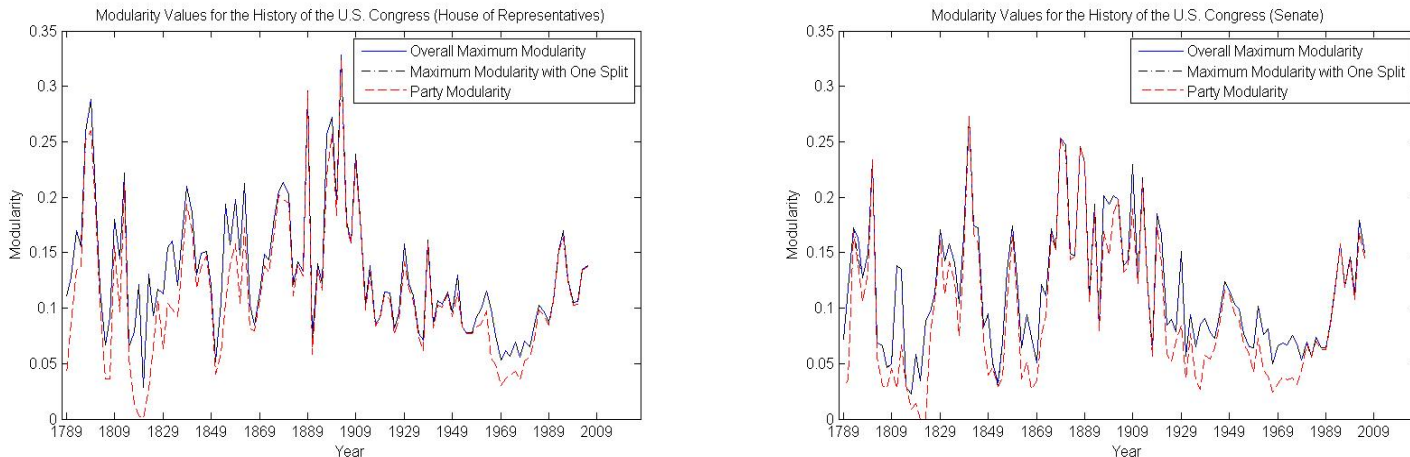 Modularity Values for the History of the U.S. Congress (House of Representatives)
0.35
0.3
0.25
0.2
0.15
0.1
0.05
0
Modularity
Overall Maximum Modularity
Maximum Modularity with One Split
Party Modularity
1789 1809 1829 1849 1869 1889 1909 1929 1949 1969 1989 2009
Year
Modularity Values for the History of the U.S. Congress (Senate)
0.35
0.3
0.25
0.2
0.15
0.1
0.05
0
Modularity
Overall Maximum Modularity
Maximum Modularity with One Split
Party Modularity
1789 1809 1829 1849 1869 1889 1909 1929 1949 1969 1989 2009
Year